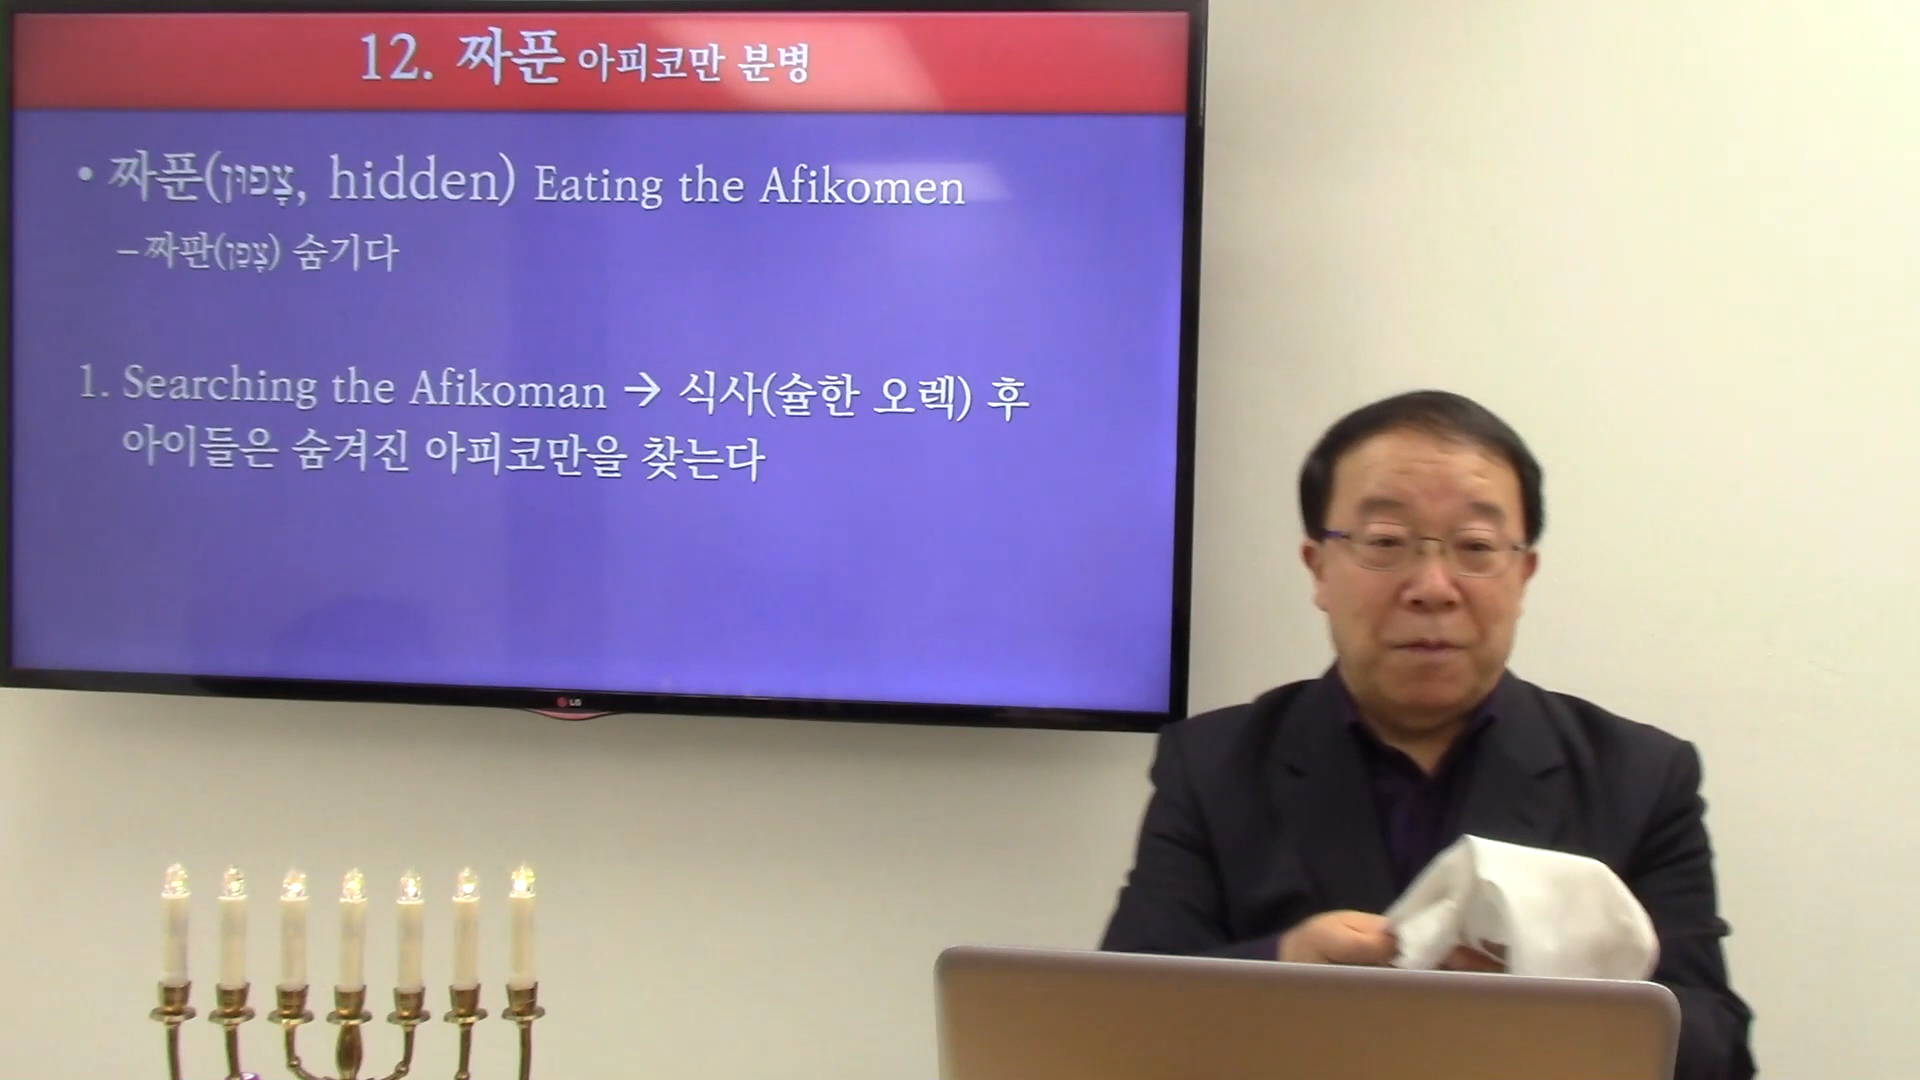 12. 짜푼 아피코만 분병
• 짜푼(צָפוּן, hidden) Eating the Afikomen
– 짜판(צָפַן) 숨기다
1. Searching the Afikoman → 식사(슐한 오렉) 후
아이들은 숨겨진 아피코만을 찾는다
LG